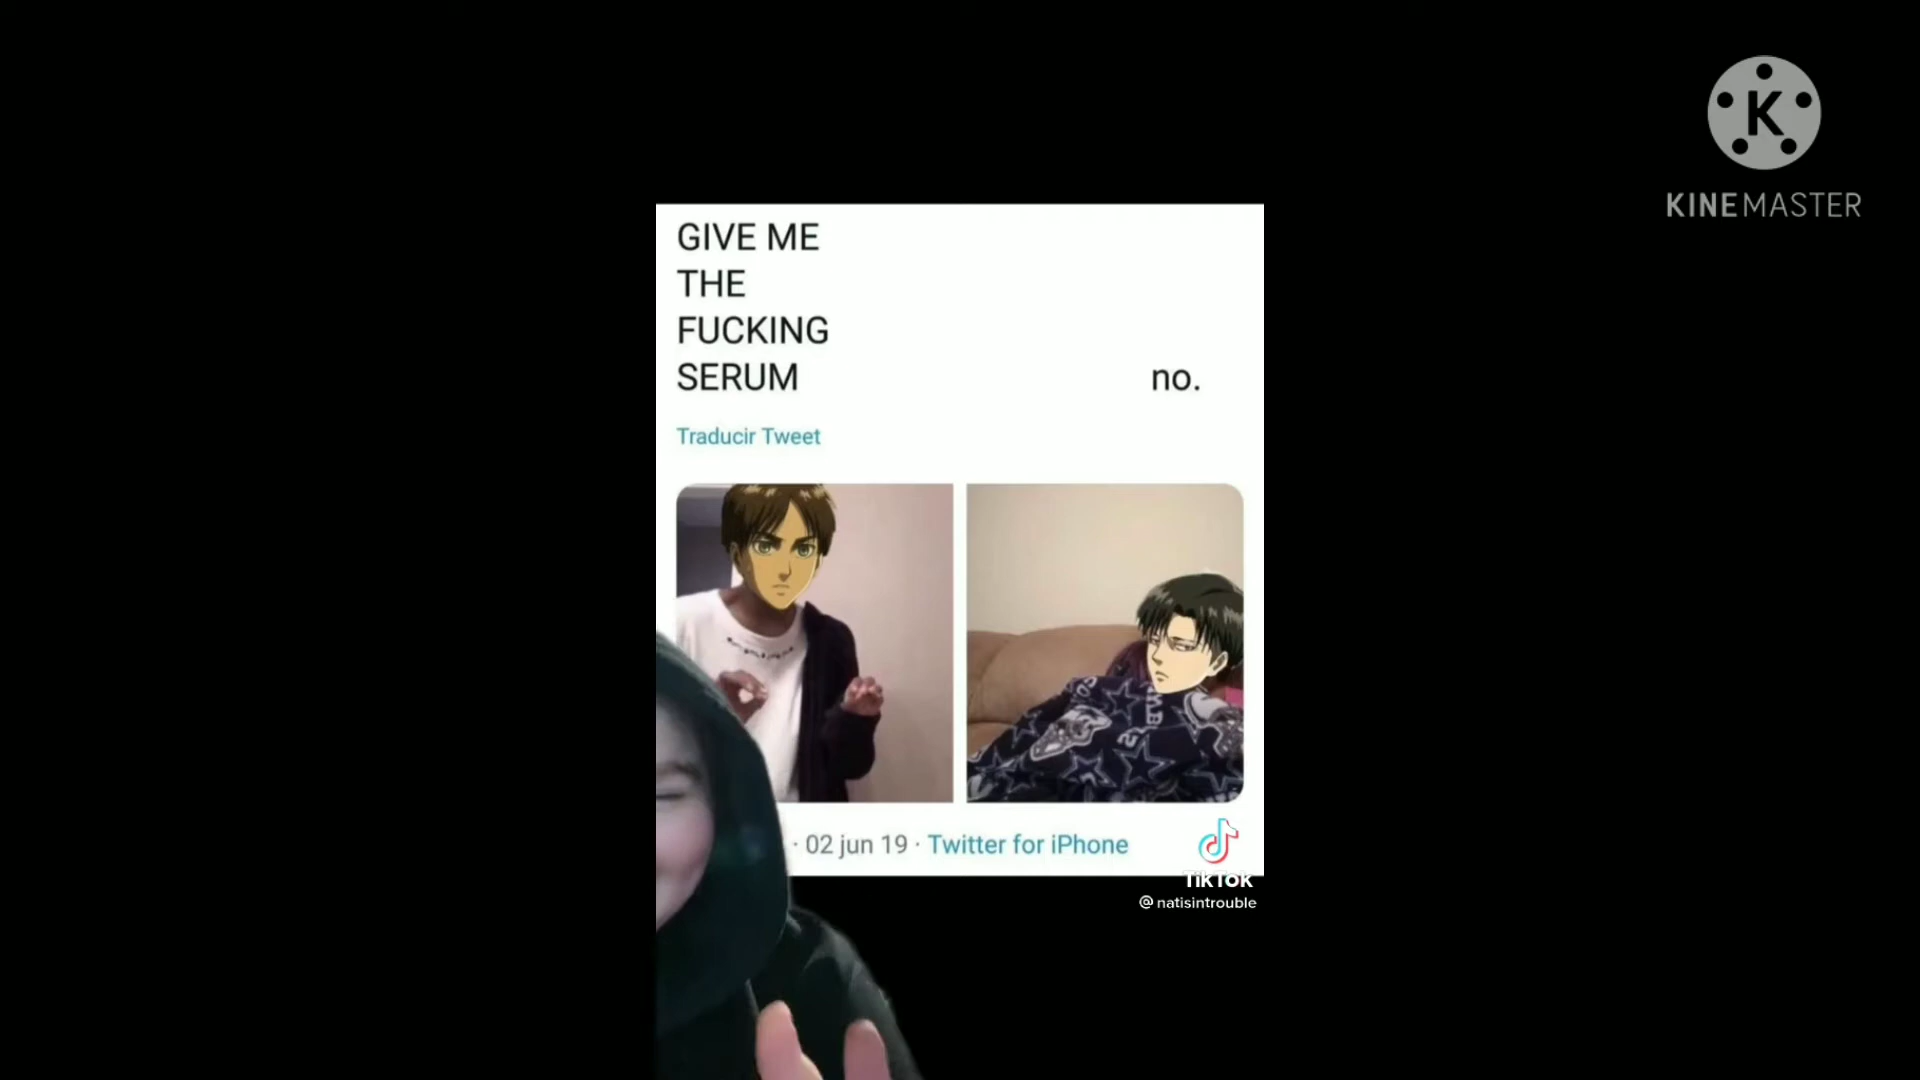 K
KINEMASTER
GIVE ME
THE
FUCKING
SERUM
no.
Traducir Tweet
· 02 jun 19 · Twitter for iPhone
TikTok
@natisintrouble